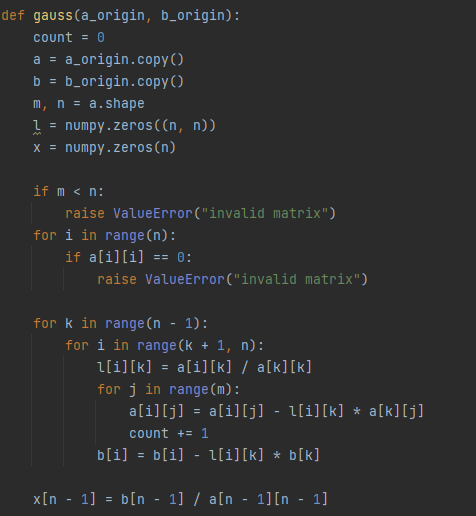 def gauss(a_origin, b_origin):
    count = 0
    a = a_origin.copy()
    b = b_origin.copy()
    m, n = a.shape
    l = numpy.zeros((n, n))
    x = numpy.zeros(n)

    if m < n:
        raise ValueError("invalid matrix")
    for i in range(n):
        if a[i][i] == 0:
            raise ValueError("invalid matrix")

    for k in range(n - 1):
        for i in range(k + 1, n):
            l[i][k] = a[i][k] / a[k][k]
            for j in range(m):
                a[i][j] = a[i][j] - l[i][k] * a[k][j]
                count += 1
            b[i] = b[i] - l[i][k] * b[k]

    x[n - 1] = b[n - 1] / a[n - 1][n - 1]